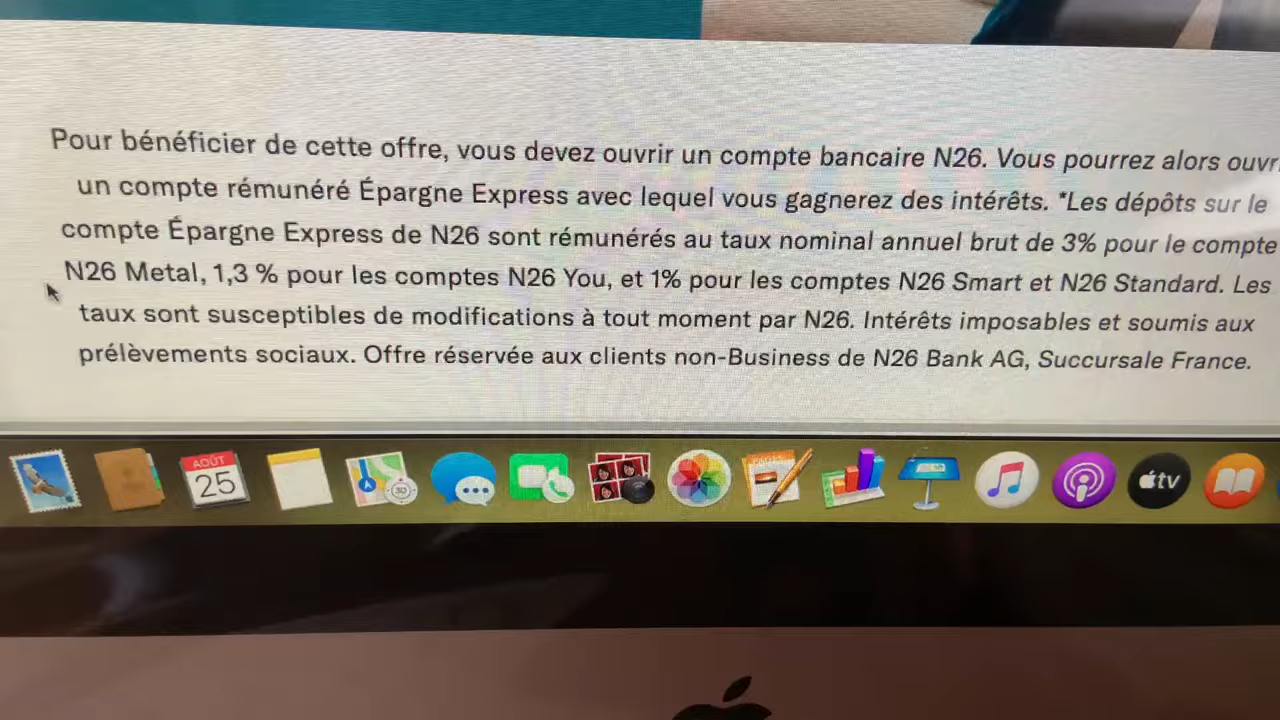 Pour bénéficier de cette offre, vous devez ouvrir un compte bancaire N26. Vous pourrez alors
un compte rémunéré Épargne Express avec lequel vous gagnerez des intérêts. *Les dépôts sur le
compte Épargne Express de N26 sont rémunérés au taux nominal annuel brut de 3% pour le compte
N26 Metal, 1,3 % pour les comptes N26 You, et 1% pour les comptes N26 Smart et N26 Standard. Les
taux sont susceptibles de modifications à tout moment par N26. Intérêts imposables et soumis aux
prélèvements sociaux. Offre réservée aux clients non-Business de N26 Bank AG, Succursale France.
AOÛT
25
3D
tv